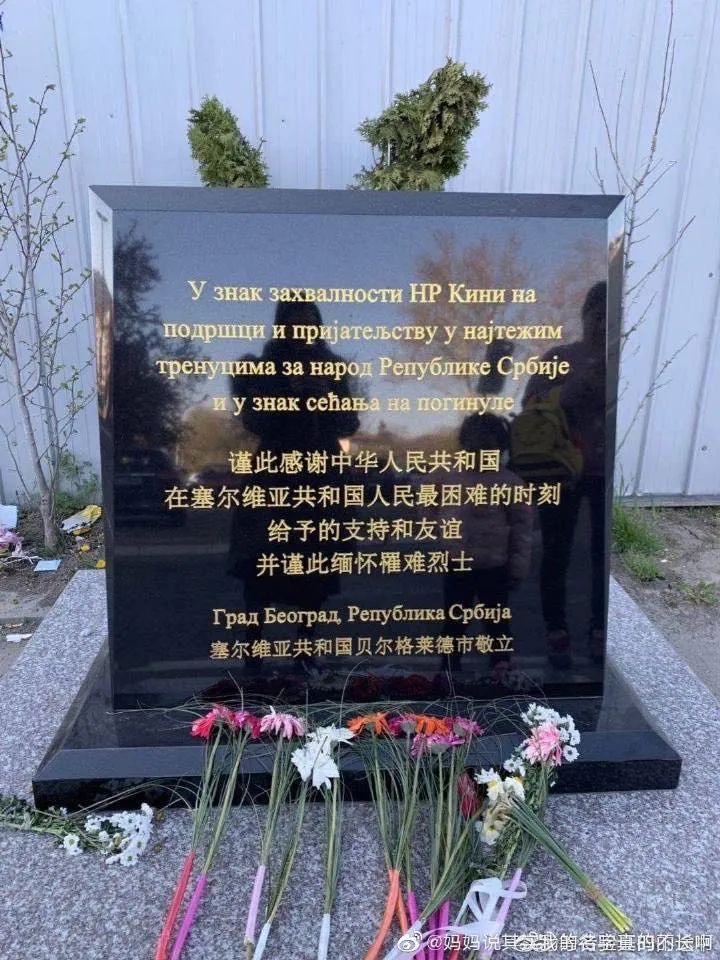 У знак захвалности НР Кини на
подршци и пријатељству у најтежим
тренуцима за народ Републике Србије
и у знак сећања на погинуле
谨此感谢中华人民共和国
在塞尔维亚共和国人民最困难的时刻
给予的支持和友谊
并谨此缅怀罹难烈士
Град Београд, Република Србија
塞尔维亚共和国贝尔格莱德市敬立
@妈妈说其